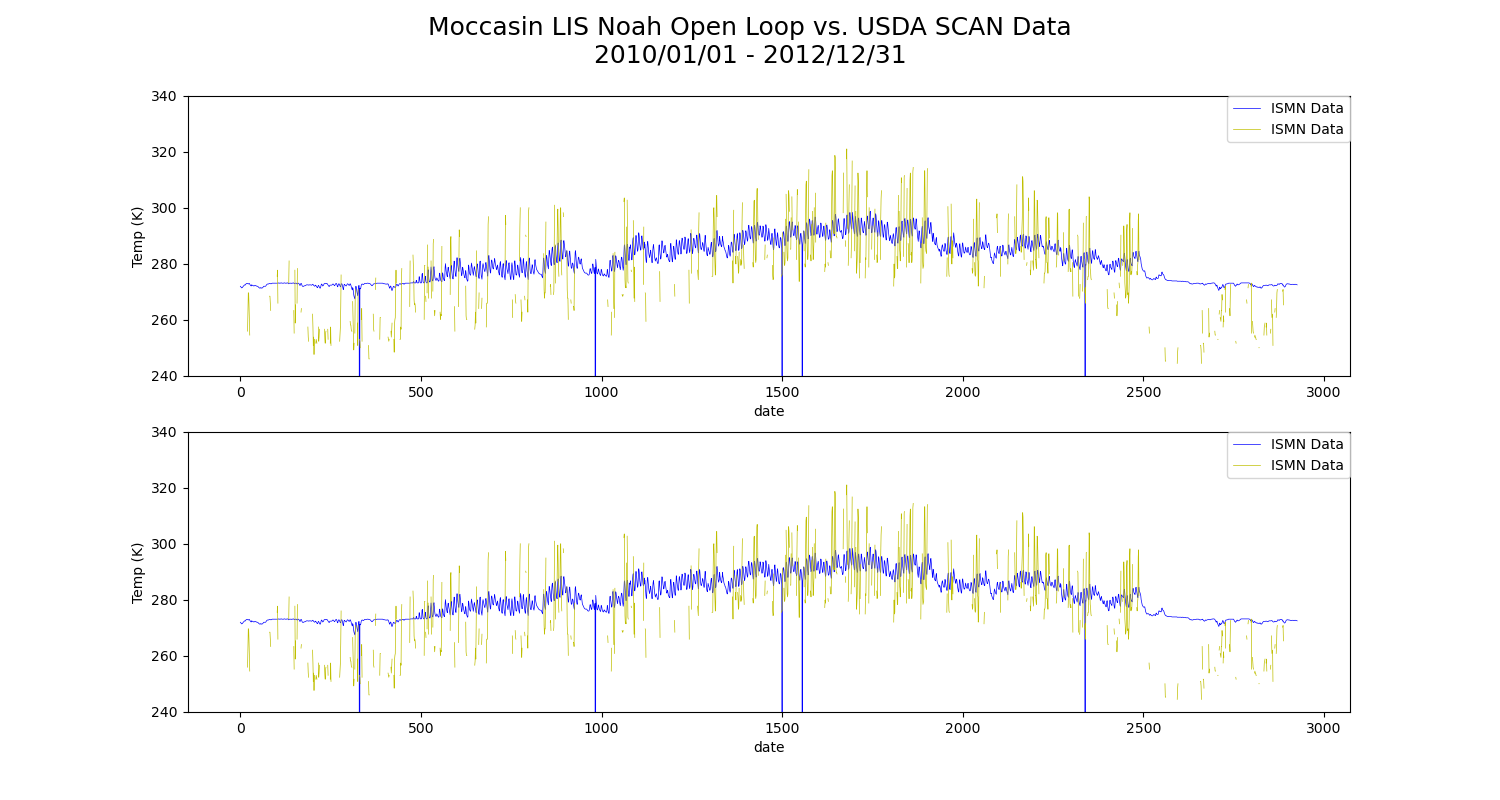 Moccasin LIS Noah Open Loop vs. USDA SCAN Data
2010/01/01 - 2012/12/31
340
320
300
280
260
240
Temp (K)
ISMN Data
ISMN Data
0 500 1000 1500 2000 2500 3000
date
340
320
300
280
260
240
Temp (K)
ISMN Data
ISMN Data
0 500 1000 1500 2000 2500 3000
date